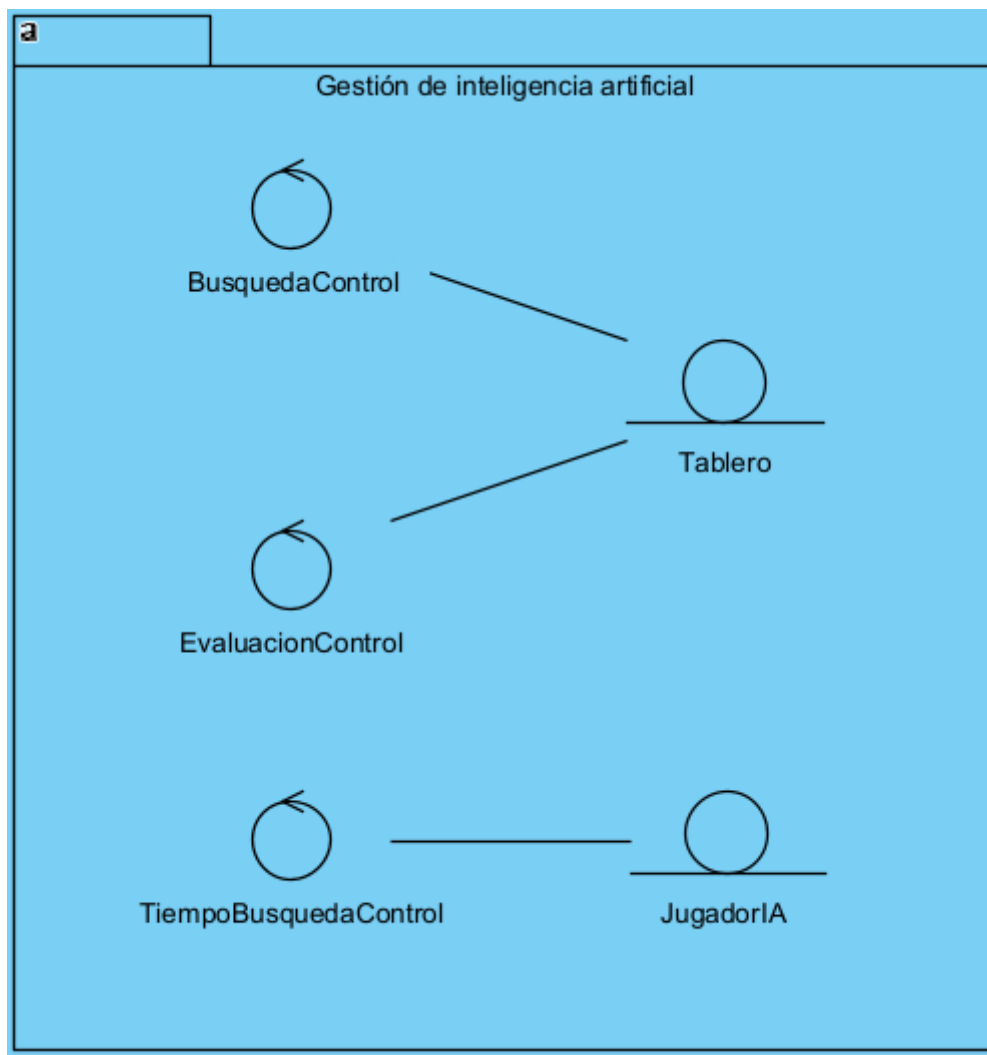 a
Gestión de inteligencia artificial
BusquedaControl
Tablero
EvaluacionControl
TiempoBusquedaControl
JugadorIA